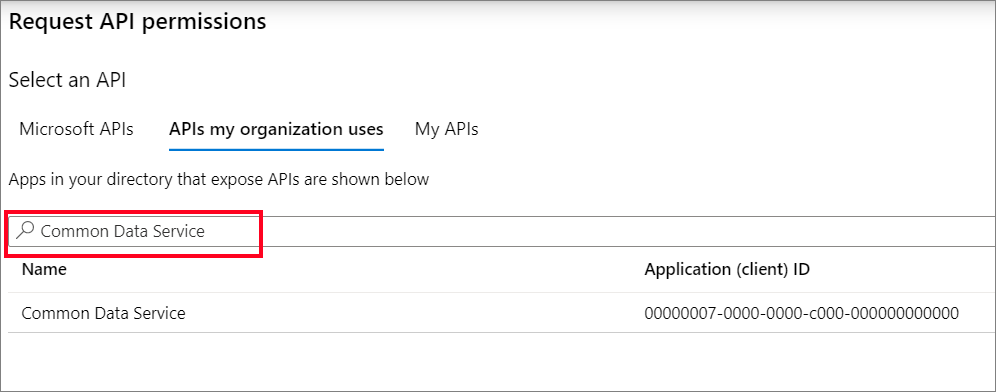 Request API permissions
Select an API
Microsoft APIs APIs my organization uses My APIs
Apps in your directory that expose APIs are shown below
Common Data Service
Name Application (client) ID
Common Data Service 00000007-0000-0000-c000-000000000000